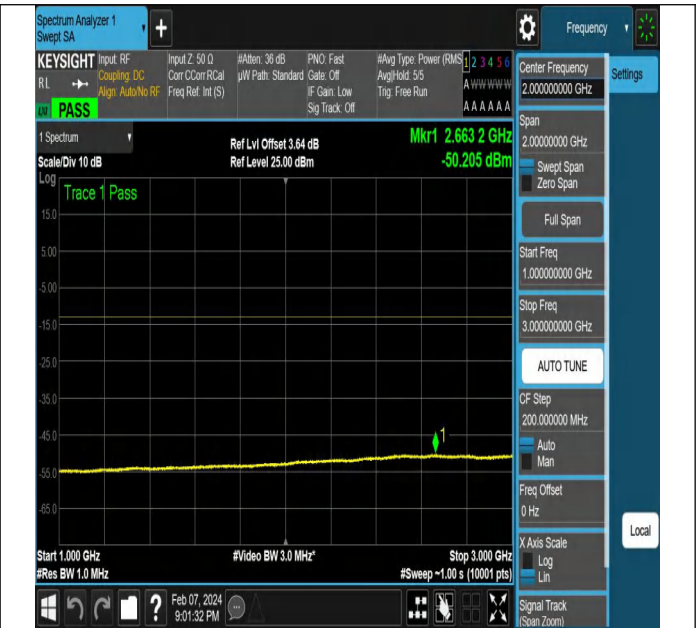 Spectrum Analyzer 1
Swept SA
+
Frequency
KEYSIGHT
Input: RF
Coupling: DC
Align: Auto/No RF
RL
Input Z: 50 Ω
Corr CCorr RCal
Freq Ref: Int (S)
#Atten: 36 dB
µW Path: Standard
PNO: Fast
Gate: Off
IF Gain: Low
Sig Track: Off
#Avg Type: Power (RMS
Avg|Hold: 5/5
Trig: Free Run
1 2 3 4 5 6
A W W W W W
A A A A A A
PASS
1 Spectrum
Scale/Div 10 dB
Ref Lvl Offset 3.64 dB
Ref Level 25.00 dBm
Mkr1 2.663 2 GHz
-50.205 dBm
Log
Trace 1 Pass
15.0
5.00
-5.00
-15.0
-25.0
-35.0
-45.0
-55.0
-65.0
1
Start 1.000 GHz
#Res BW 1.0 MHz
#Video BW 3.0 MHz*
Stop 3.000 GHz
#Sweep ~1.00 s (10001 pts)
Feb 07, 2024
9:01:32 PM
?
Settings
Center Frequency
2.000000000 GHz
Span
2.00000000 GHz
Swept Span
Zero Span
Full Span
Start Freq
1.000000000 GHz
Stop Freq
3.000000000 GHz
AUTO TUNE
CF Step
200.000000 MHz
Auto
Man
Freq Offset
0 Hz
X Axis Scale
Log
Lin
Signal Track
(Span Zoom)
Local